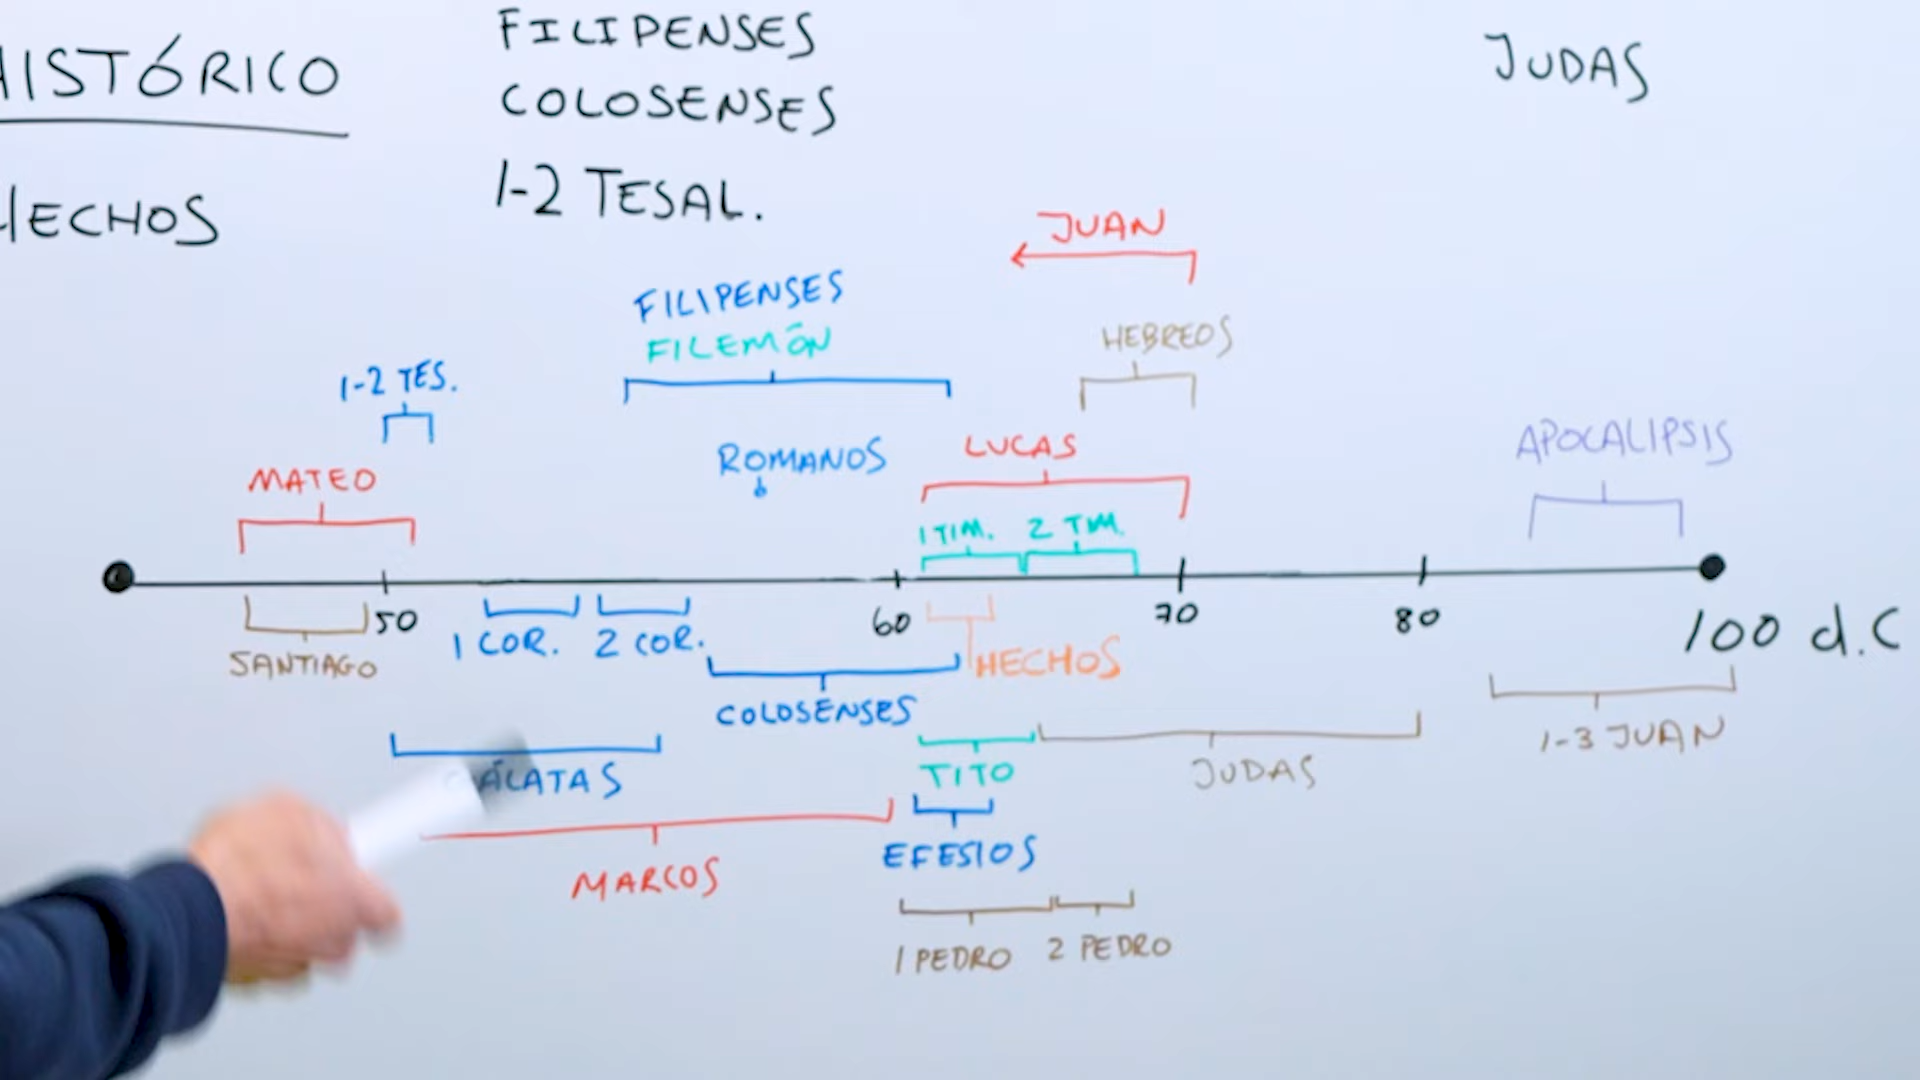 HISTÓRICO
HECHOS
FILIPENSES
COLOSENSES
1-2 TESAL.
JUDAS
JUAN
FILIPENSES
FILEMÓN
HEBREOS
1-2 TES.
MATEO
ROMANOS
LUCAS
APOCALIPSIS
1 TIM. 2 TIM.
50 60 70 80 100 d.C
SANTIAGO
1 COR. 2 COR.
HECHOS
COLOSENSES
1-3 JUAN
GÁLATAS
TITO
JUDAS
MARCOS
EFESIOS
1 PEDRO 2 PEDRO